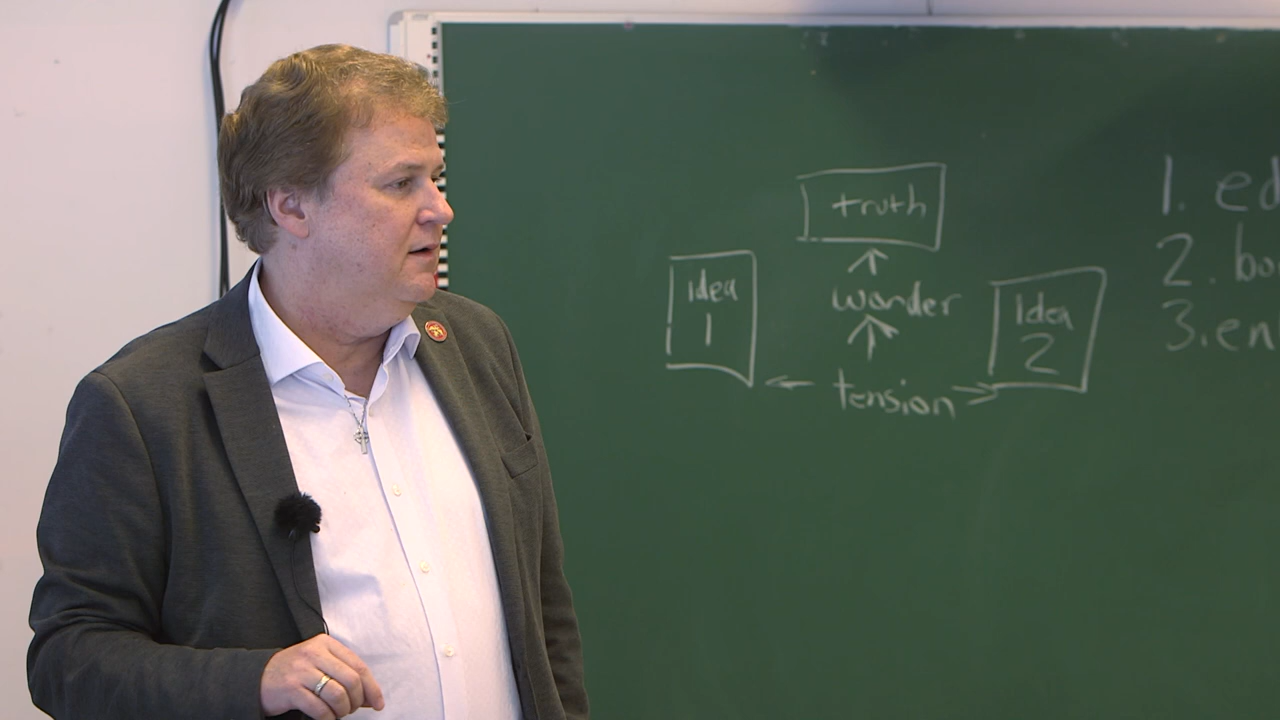 truth
Idea
1
wonder
Idea
2
tension
1. ed
2. bo
3. en